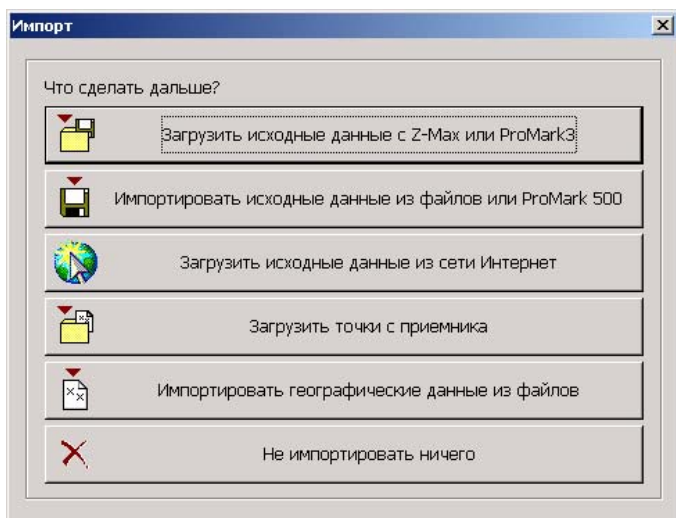 Импорт
Что сделать дальше?
Загрузить исходные данные с Z-Max или ProMark3
Импортировать исходные данные из файлов или ProMark 500
Загрузить исходные данные из сети Интернет
Загрузить точки с приемника
Импортировать географические данные из файлов
Не импортировать ничего